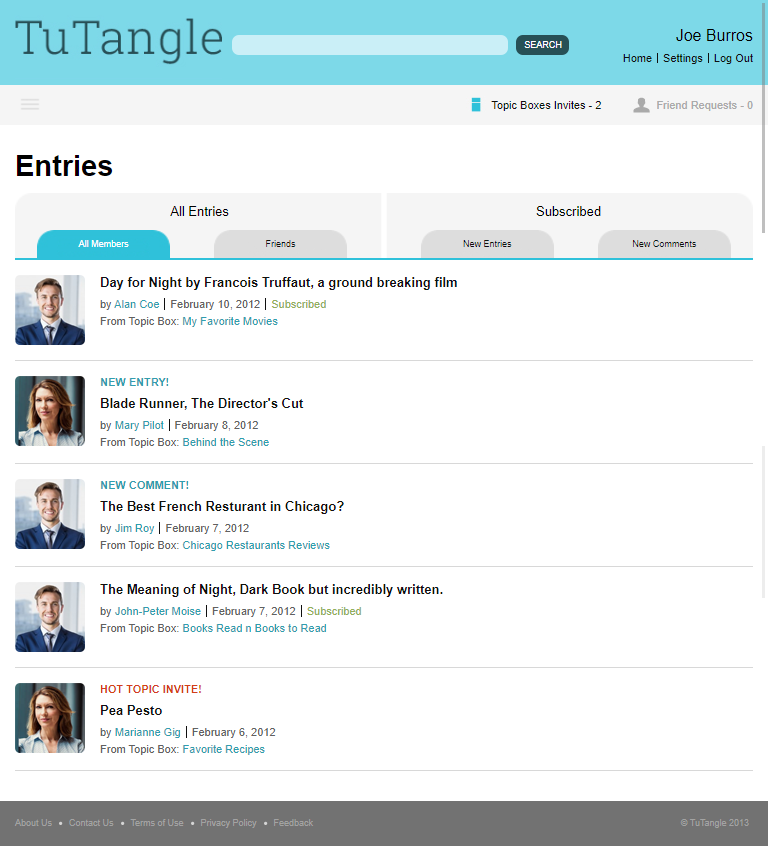 TuTangle
SEARCH
Joe Burros
Home | Settings | Log Out
Topic Boxes Invites - 2
Friend Requests - 0
Entries
All Entries
Subscribed
All Members
Friends
New Entries
New Comments
Day for Night by Francois Truffaut, a ground breaking film
by Alan Coe | February 10, 2012 | Subscribed
From Topic Box: My Favorite Movies
NEW ENTRY!
Blade Runner, The Director's Cut
by Mary Pilot | February 8, 2012
From Topic Box: Behind the Scene
NEW COMMENT!
The Best French Resturant in Chicago?
by Jim Roy | February 7, 2012
From Topic Box: Chicago Restaurants Reviews
The Meaning of Night, Dark Book but incredibly written.
by John-Peter Moise | February 7, 2012 | Subscribed
From Topic Box: Books Read n Books to Read
HOT TOPIC INVITE!
Pea Pesto
by Marianne Gig | February 6, 2012
From Topic Box: Favorite Recipes
About Us • Contact Us • Terms of Use • Privacy Policy • Feedback
© TuTangle 2013